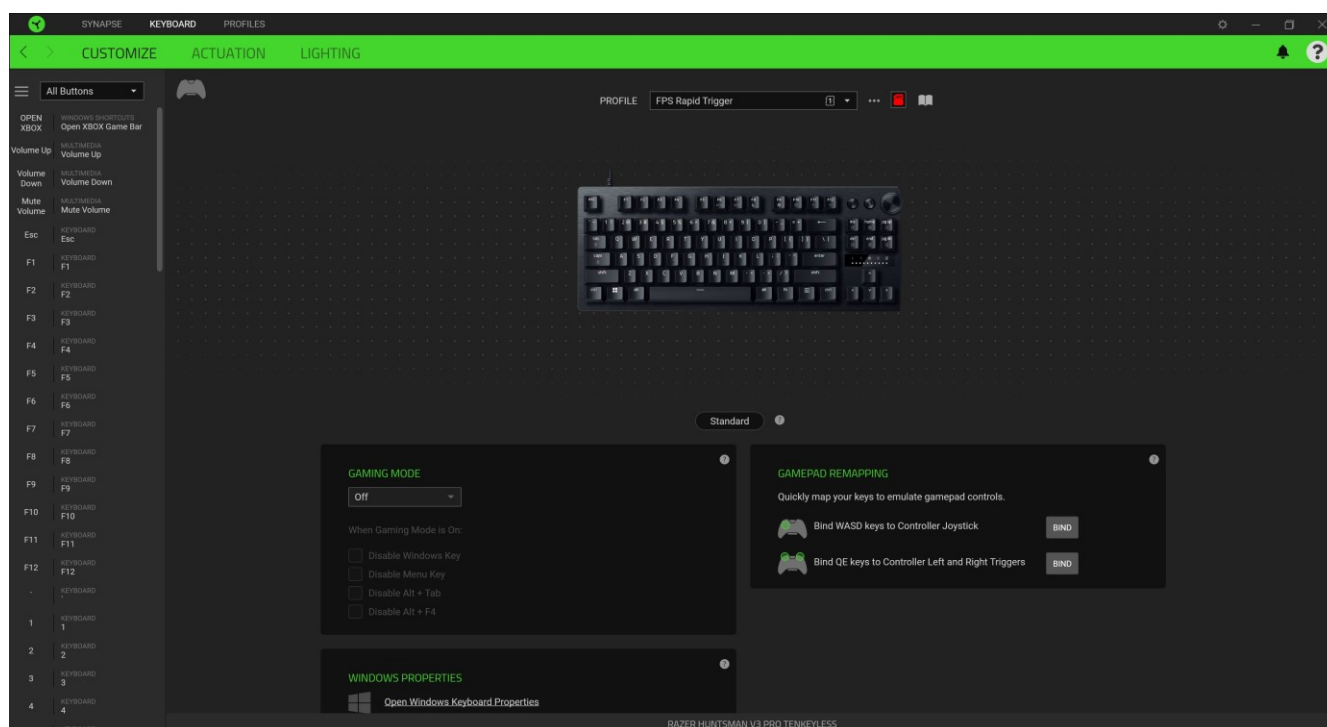 SYNAPSE KEYBOARD PROFILES
CUSTOMIZE ACTUATION LIGHTING
All Buttons
PROFILE FPS Rapid Trigger 1
OPEN XBOX
WINDOWS SHORTCUTS
Open XBOX Game Bar
Volume Up
MULTIMEDIA
Volume Up
Volume Down
MULTIMEDIA
Volume Down
Mute Volume
MULTIMEDIA
Mute Volume
Esc
KEYBOARD
Esc
F1
KEYBOARD
F1
F2
KEYBOARD
F2
F3
KEYBOARD
F3
F4
KEYBOARD
F4
F5
KEYBOARD
F5
F6
KEYBOARD
F6
F7
KEYBOARD
F7
F8
KEYBOARD
F8
F9
KEYBOARD
F9
F10
KEYBOARD
F10
F11
KEYBOARD
F11
F12
KEYBOARD
F12
`
KEYBOARD
`
1
KEYBOARD
1
2
KEYBOARD
2
3
KEYBOARD
3
4
KEYBOARD
4
Standard
GAMING MODE
Off
When Gaming Mode is On:
Disable Windows Key
Disable Menu Key
Disable Alt + Tab
Disable Alt + F4
GAMEPAD REMAPPING
Quickly map your keys to emulate gamepad controls.
Bind WASD keys to Controller Joystick BIND
Bind QE keys to Controller Left and Right Triggers BIND
WINDOWS PROPERTIES
Open Windows Keyboard Properties
RAZER HUNTSMAN V3 PRO TENKEYLESS